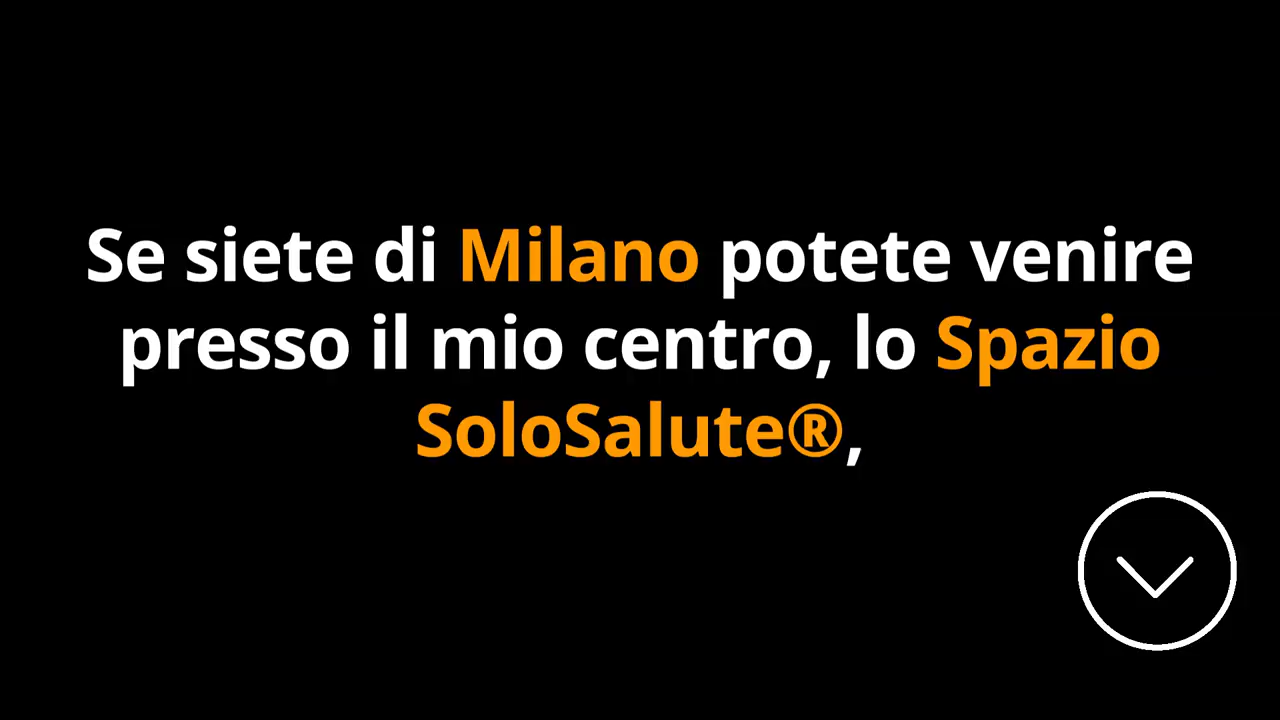 Se siete di Milano potete venire
presso il mio centro, lo Spazio
SoloSalute®,